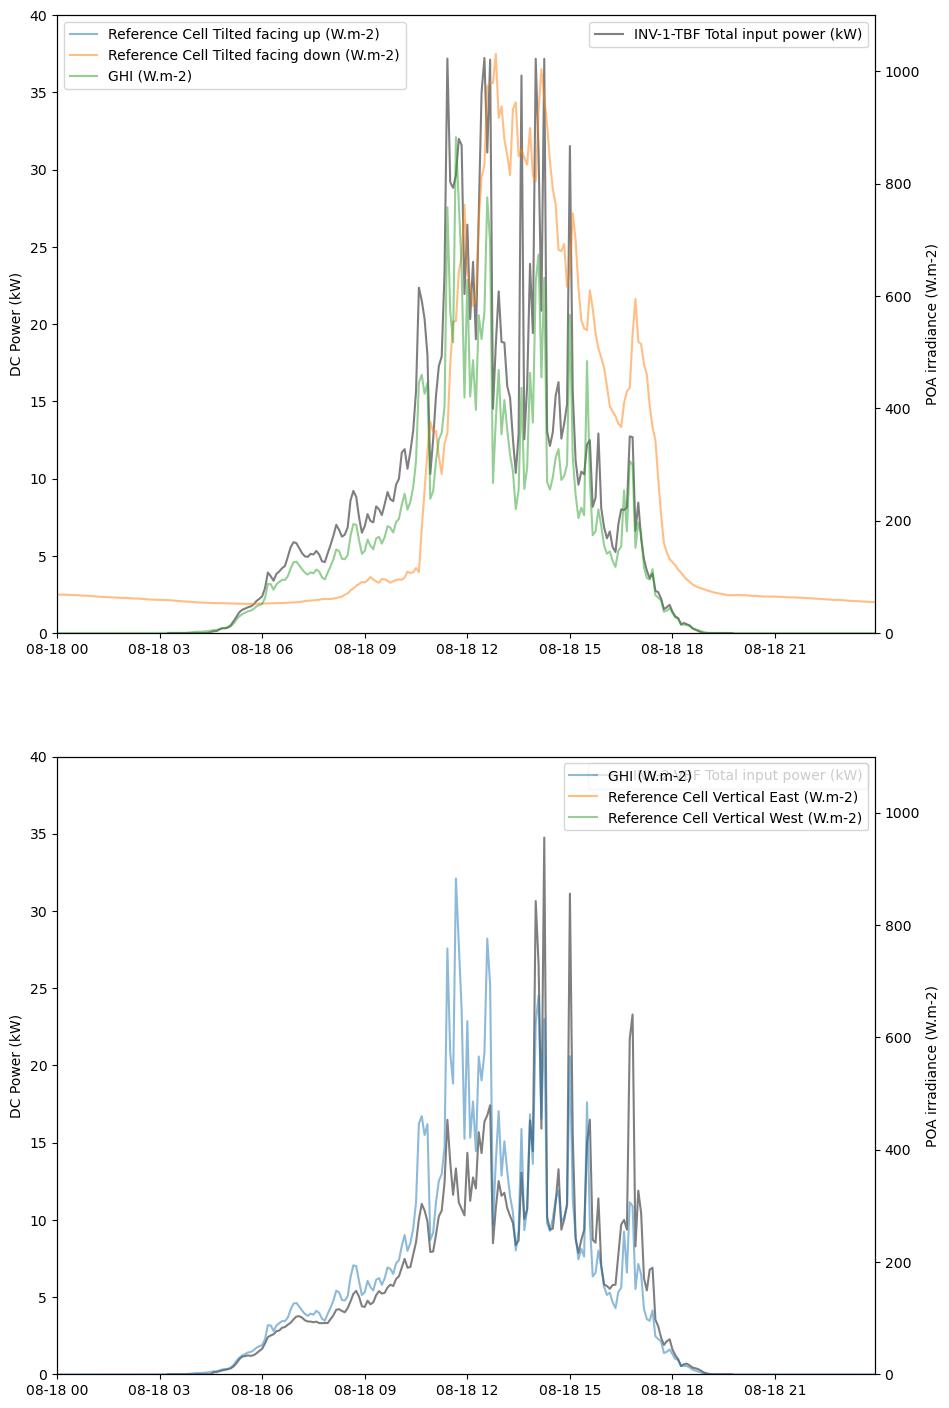 40
35
30
25
20
15
10
5
0
DC Power (kW)
Reference Cell Tilted facing up (W.m-2)
Reference Cell Tilted facing down (W.m-2)
GHI (W.m-2)
INV-1-TBF Total input power (kW)
1000
800
600
400
200
0
POA irradiance (W.m-2)
08-18 00 08-18 03 08-18 06 08-18 09 08-18 12 08-18 15 08-18 18 08-18 21
40
35
30
25
20
15
10
5
0
DC Power (kW)
GHI (W.m-2)
Total input power (kW)
Reference Cell Vertical East (W.m-2)
Reference Cell Vertical West (W.m-2)
1000
800
600
400
200
0
POA irradiance (W.m-2)
08-18 00 08-18 03 08-18 06 08-18 09 08-18 12 08-18 15 08-18 18 08-18 21